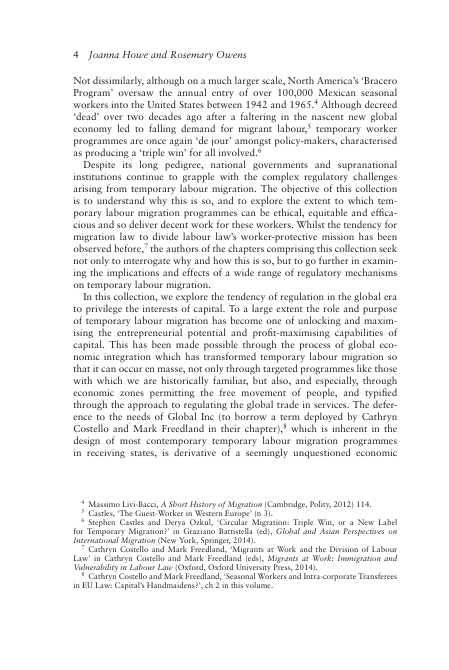 4 Joanna Howe and Rosemary Owens
Not dissimilarly, although on a much larger scale, North America's 'Bracero
Program' oversaw the annual entry of over 100,000 Mexican seasonal
workers into the United States between 1942 and 1965.4 Although decreed
'dead' over two decades ago after a faltering in the nascent new global
economy led to falling demand for migrant labour,5 temporary worker
programmes are once again 'de jour' amongst policy-makers, characterised
as producing a 'triple win' for all involved.6
Despite its long pedigree, national governments and supranational
institutions continue to grapple with the complex regulatory challenges
arising from temporary labour migration. The objective of this collection
is to understand why this is so, and to explore the extent to which tem-
porary labour migration programmes can be ethical, equitable and effica-
cious and so deliver decent work for these workers. Whilst the tendency for
migration law to divide labour law's worker-protective mission has been
observed before,7 the authors of the chapters comprising this collection seek
not only to interrogate why and how this is so, but to go further in examin-
ing the implications and effects of a wide range of regulatory mechanisms
on temporary labour migration.
In this collection, we explore the tendency of regulation in the global era
to privilege the interests of capital. To a large extent the role and purpose
of temporary labour migration has become one of unlocking and maxim-
ising the entrepreneurial potential and profit-maximising capabilities of
capital. This has been made possible through the process of global eco-
nomic integration which has transformed temporary labour migration so
that it can occur en masse, not only through targeted programmes like those
with which we are historically familiar, but also, and especially, through
economic zones permitting the free movement of people, and typified
through the approach to regulating the global trade in services. The defer-
ence to the needs of Global Inc (to borrow a term deployed by Cathryn
Costello and Mark Freedland in their chapter),8 which is inherent in the
design of most contemporary temporary labour migration programmes
in receiving states, is derivative of a seemingly unquestioned economic
4 Massimo Livi-Bacci, A Short History of Migration (Cambridge, Polity, 2012) 114.
5 Castles, 'The Guest-Worker in Western Europe' (n 3).
6 Stephen Castles and Derya Ozkul, 'Circular Migration: Triple Win, or a New Label
for Temporary Migration?' in Graziano Battistella (ed), Global and Asian Perspectives on
International Migration (New York, Springer, 2014).
7 Cathryn Costello and Mark Freedland, 'Migrants at Work and the Division of Labour
Law' in Cathryn Costello and Mark Freedland (eds), Migrants at Work: Immigration and
Vulnerability in Labour Law (Oxford, Oxford University Press, 2014).
8 Cathryn Costello and Mark Freedland, 'Seasonal Workers and Intra-corporate Transferees
in EU Law: Capital's Handmaidens?', ch 2 in this volume.